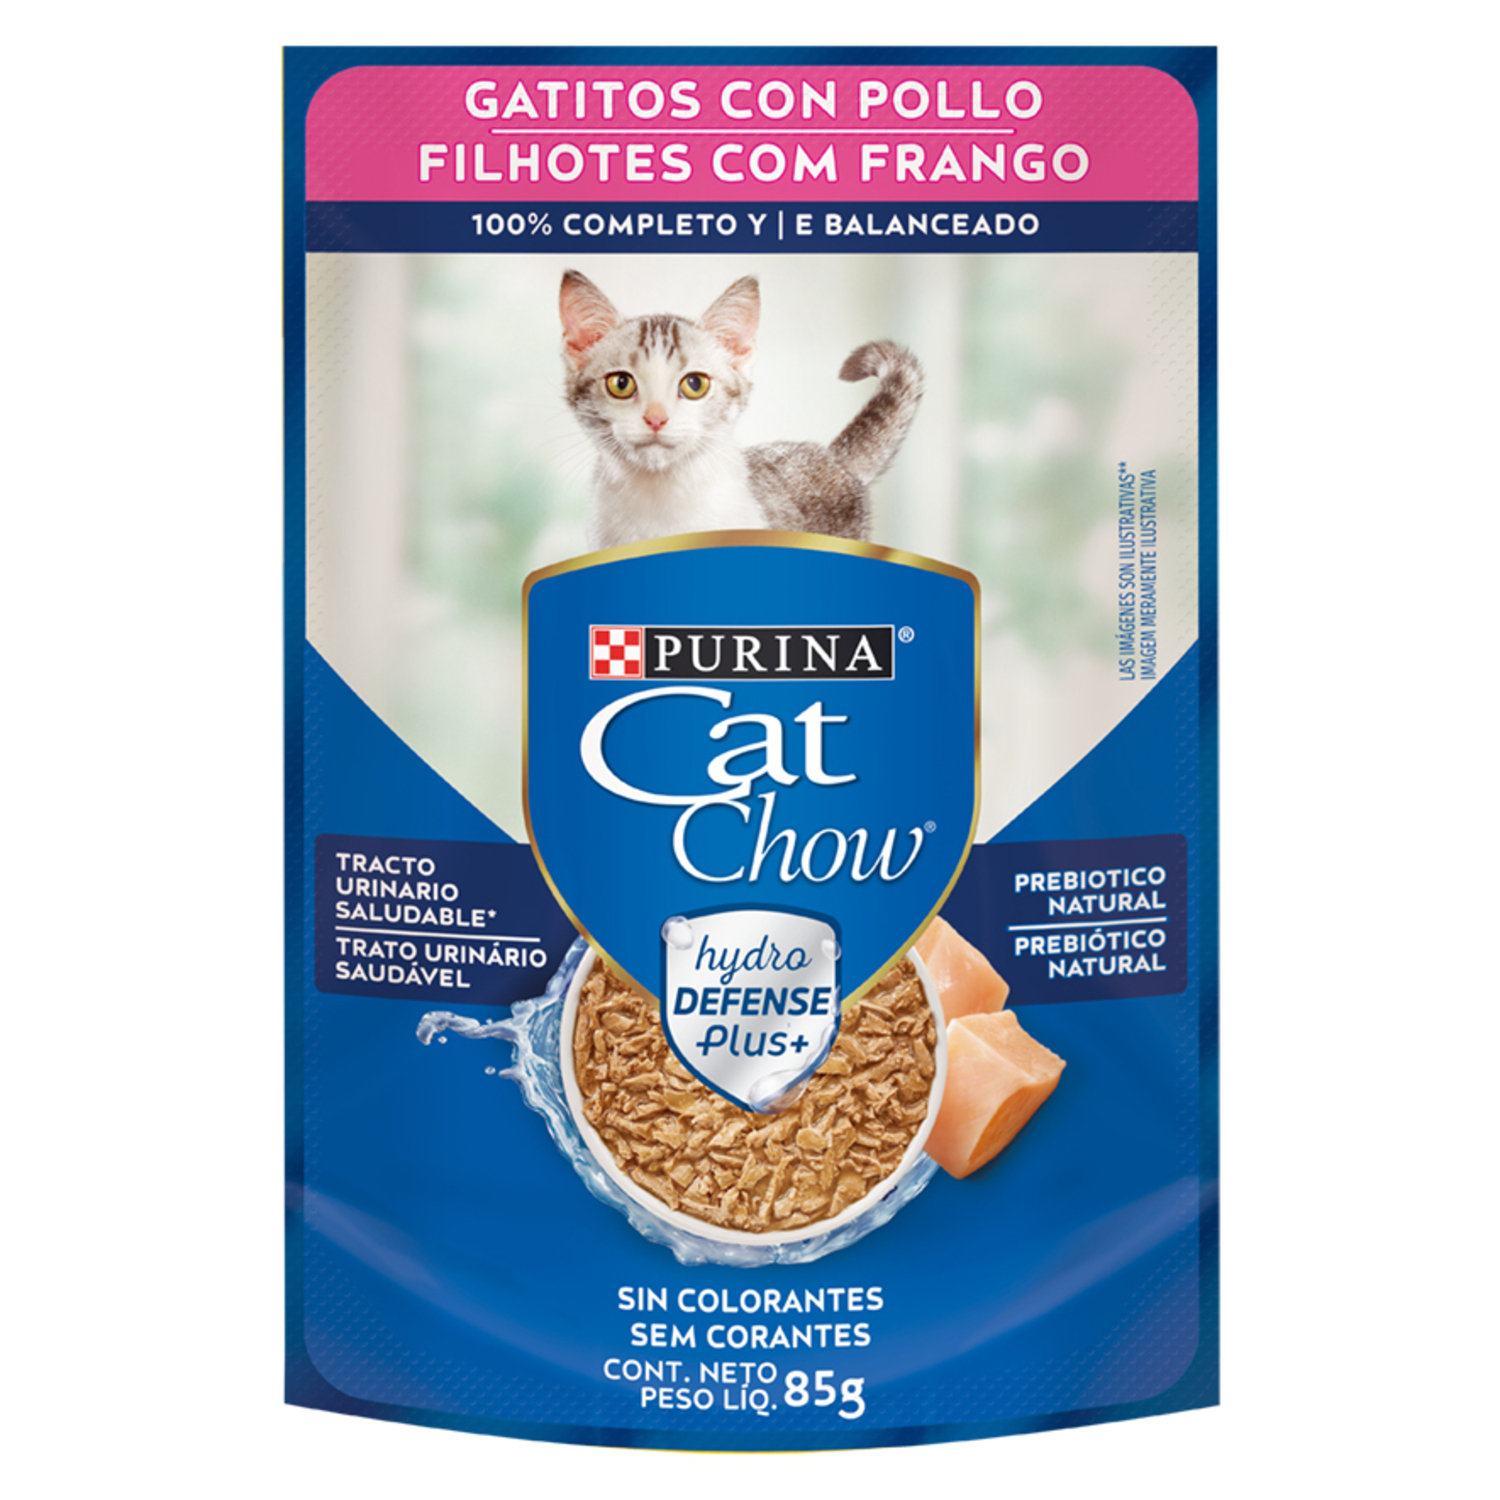 GATITOS CON POLLO
FILHOTES COM FRANGO
100% COMPLETO Y | E BALANCEADO
LAS IMÁGENES SON ILUSTRATIVAS**
IMAGEM MERAMENTE ILUSTRATIVA
PURINA®
Cat
Chow®
TRACTO
URINARIO
SALUDABLE*
TRATO URINÁRIO
SAUDÁVEL
PREBIOTICO
NATURAL
PREBIÓTICO
NATURAL
hydro
DEFENSE
Plus+
SIN COLORANTES
SEM CORANTES
CONT. NETO
PESO LÍQ. 85g